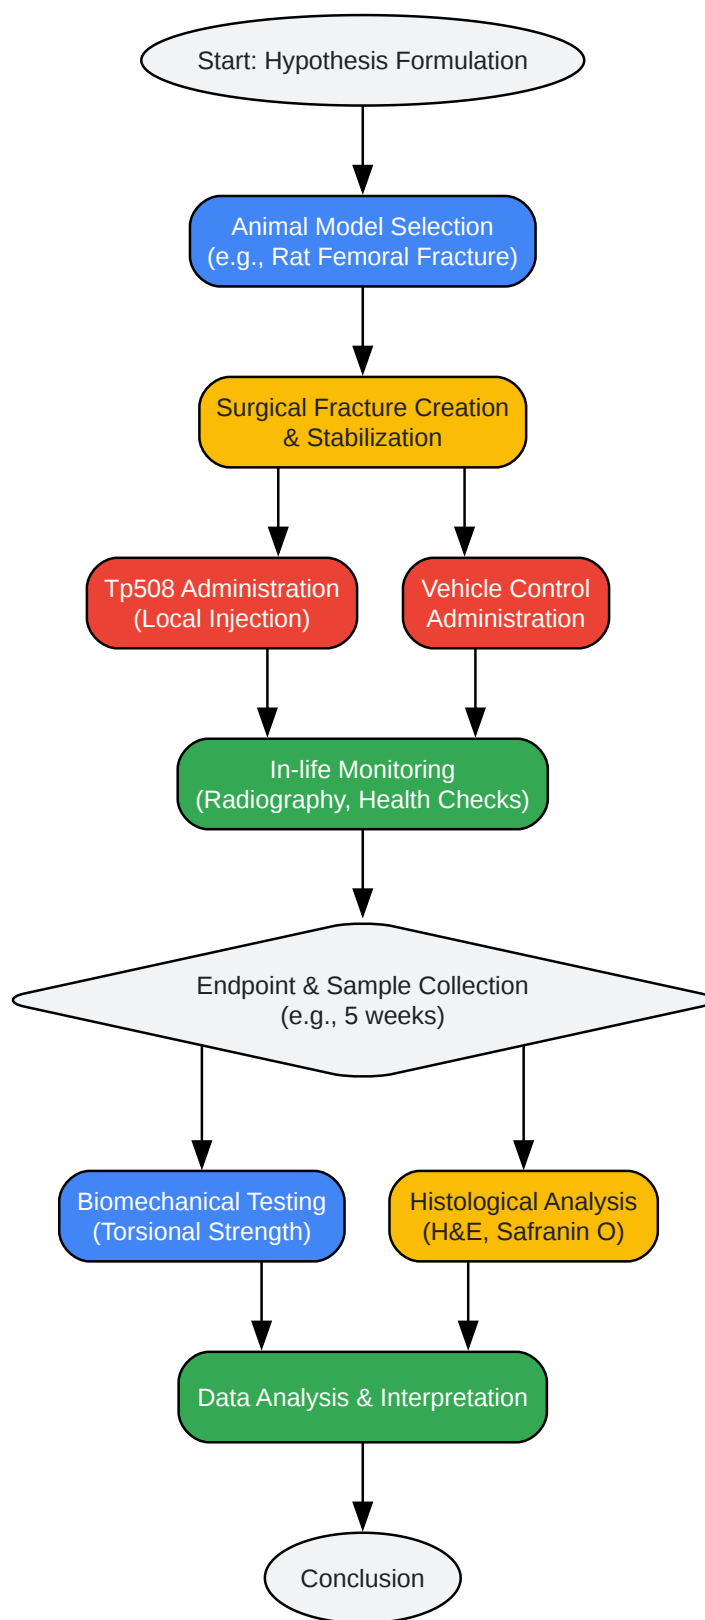 Start: Hypothesis Formulation
Animal Model Selection
(e.g., Rat Femoral Fracture)
Surgical Fracture Creation
& Stabilization
Tp508 Administration
(Local Injection)
Vehicle Control
Administration
In-life Monitoring
(Radiography, Health Checks)
Endpoint & Sample Collection
(e.g., 5 weeks)
Biomechanical Testing
(Torsional Strength)
Histological Analysis
(H&E, Safranin O)
Data Analysis & Interpretation
Conclusion